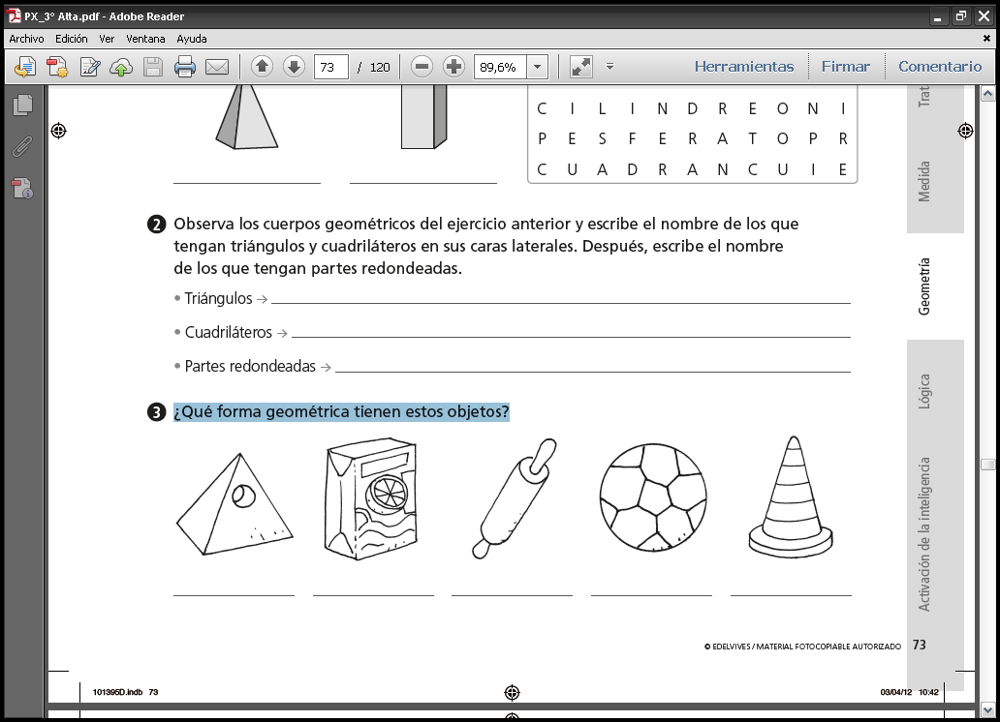 PX_3° Alta.pdf - Adobe Reader
Archivo Edición Ver Ventana Ayuda
73 / 120 89,6% Herramientas Firmar Comentario
C I L I N D R E O N I
P E S F E R A T O P R
C U A D R A N C U I E
2 Observa los cuerpos geométricos del ejercicio anterior y escribe el nombre de los que
tengan triángulos y cuadriláteros en sus caras laterales. Después, escribe el nombre
de los que tengan partes redondeadas.
• Triángulos →
• Cuadriláteros →
• Partes redondeadas →
3 ¿Qué forma geométrica tienen estos objetos?
Trat
Medida
Geometría
Lógica
Activación de la inteligencia
© EDELVIVES / MATERIAL FOTOCOPIABLE AUTORIZADO 73
101395D.indb 73 03/04/12 10:42